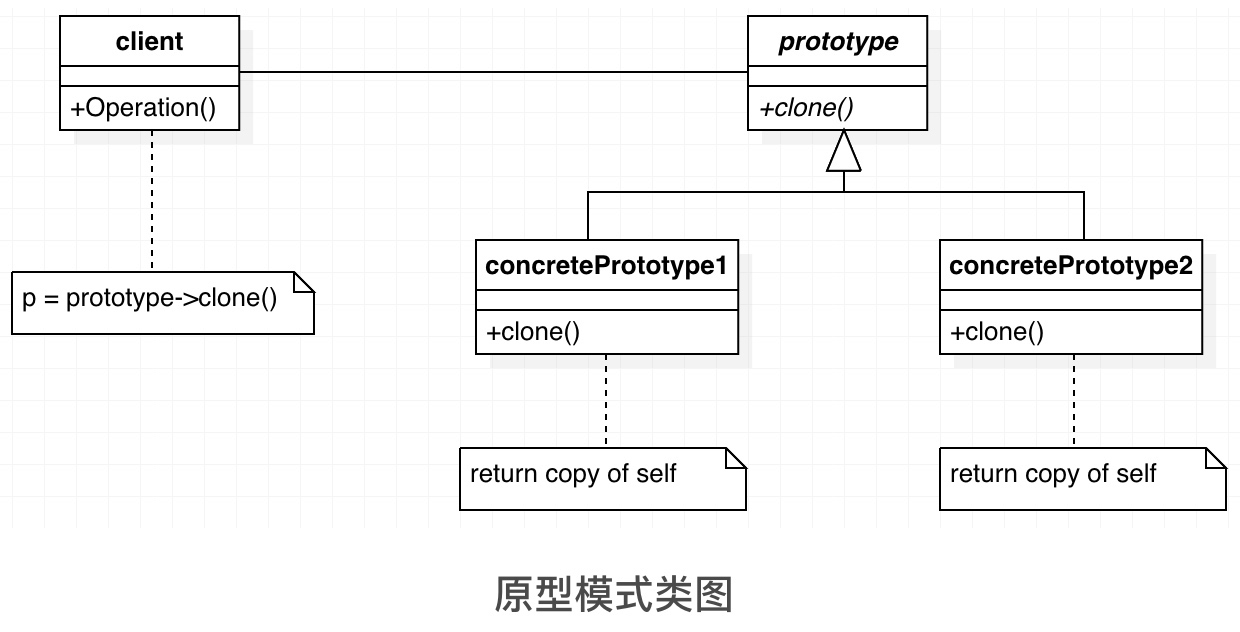 client
prototype
+Operation()
+clone()
p = prototype->clone()
concretePrototype1
concretePrototype2
+clone()
+clone()
return copy of self
return copy of self
原型模式类图